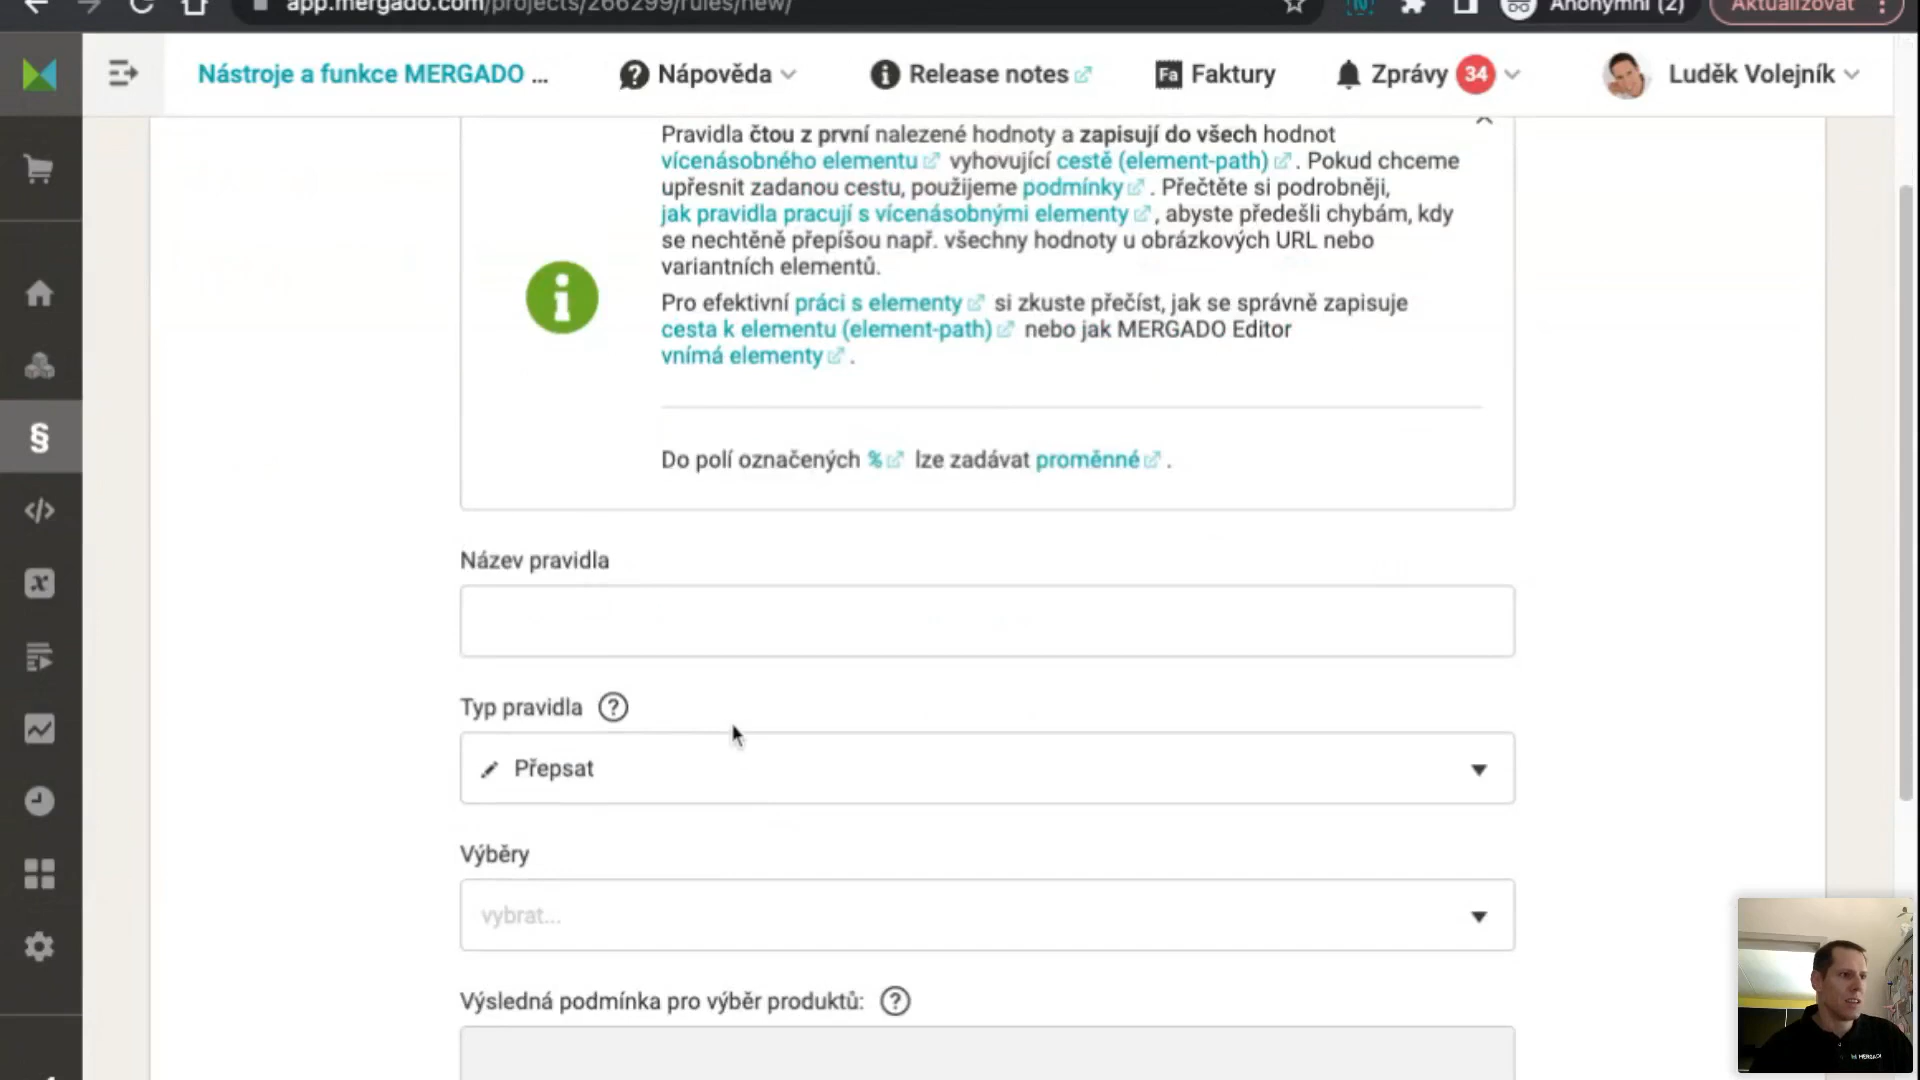 app.mergado.com/projects/266299/rules/new/
Anonymní (2)
Aktualizovat
Nástroje a funkce MERGADO ...
Nápověda
Release notes
Fa Faktury
Zprávy 34
Luděk Volejník
Pravidla čtou z první nalezené hodnoty a zapisují do všech hodnot
vícenásobného elementu vyhovující cestě (element-path) . Pokud chceme
upřesnit zadanou cestu, použijeme podmínky . Přečtěte si podrobněji,
jak pravidla pracují s vícenásobnými elementy , abyste předešli chybám, kdy
se nechtěně přepíšou např. všechny hodnoty u obrázkových URL nebo
variantních elementů.
Pro efektivní práci s elementy si zkuste přečíst, jak se správně zapisuje
cesta k elementu (element-path) nebo jak MERGADO Editor
vnímá elementy .
Do polí označených % lze zadávat proměnné .
Název pravidla
Typ pravidla ?
Přepsat
Výběry
vybrat...
Výsledná podmínka pro výběr produktů: ?
MERGADO